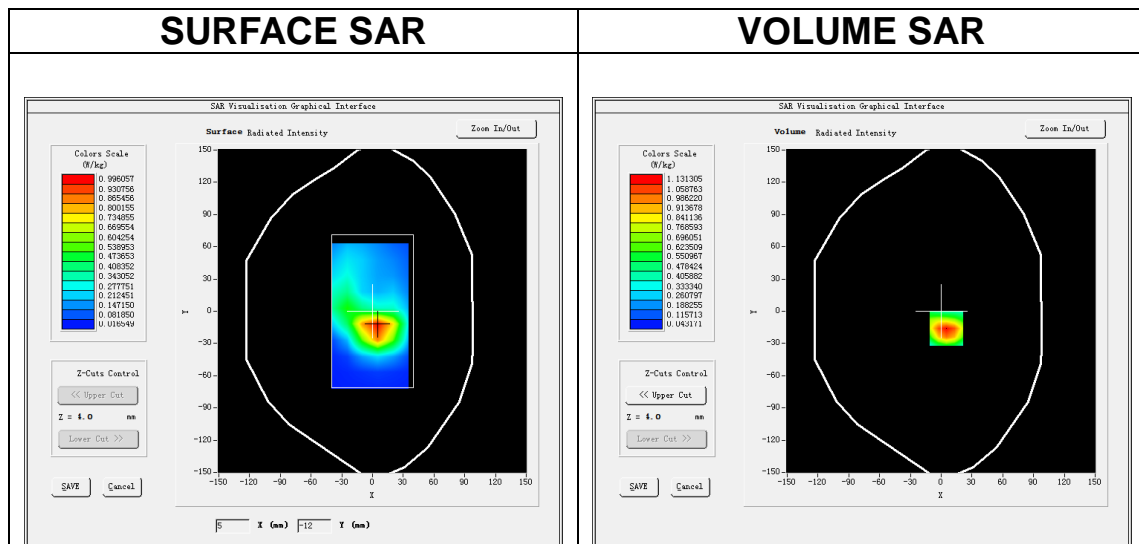 SURFACE SAR
SAR Visualisation Graphical Interface
Surface Radiated Intensity
Zoom In/Out
Colors Scale
(W/kg)
0.996057
0.930756
0.865456
0.800155
0.734855
0.669554
0.604254
0.538953
0.473653
0.408352
0.343052
0.277751
0.212451
0.147150
0.081850
0.016549
Z-Cuts Control
<< Upper Cut
Z = 4.0 mm
Lower Cut >>
SAVE Cancel
150
120
90
60
30
0
-30
-60
-90
-120
-150
Y
-150 -120 -90 -60 -30 0 30 60 90 120 150
X
5 X (mm) -12 Y (mm)
VOLUME SAR
SAR Visualisation Graphical Interface
Volume Radiated Intensity
Zoom In/Out
Colors Scale
(W/kg)
1.131305
1.058763
0.986220
0.913678
0.841136
0.768593
0.696051
0.623509
0.550967
0.478424
0.405882
0.333340
0.260797
0.188255
0.115713
0.043171
Z-Cuts Control
<< Upper Cut
Z = 4.0 mm
Lower Cut >>
SAVE Cancel
150
120
90
60
30
0
-30
-60
-90
-120
-150
Y
-150 -120 -90 -60 -30 0 30 60 90 120 150
X